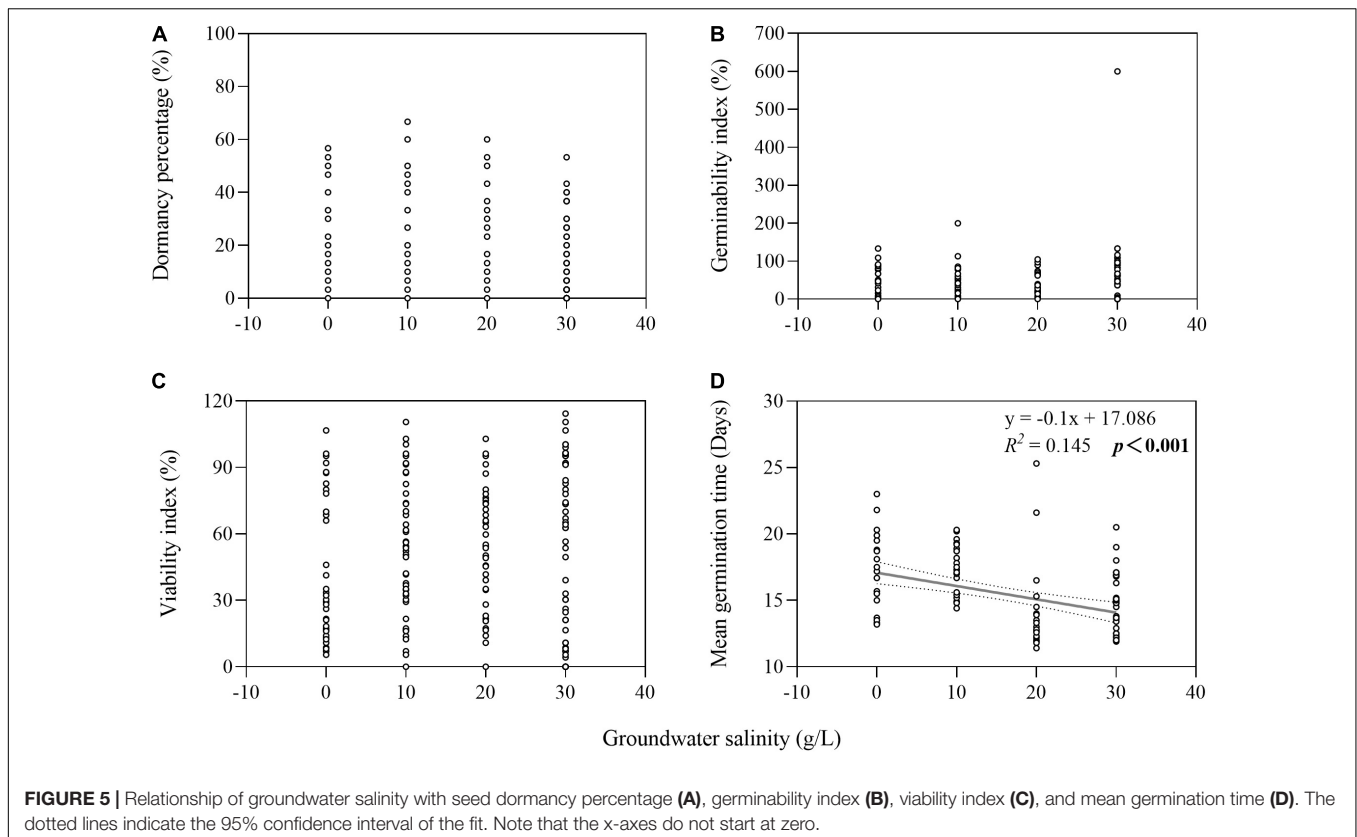 A
Dormancy percentage (%)
100
80
60
40
20
0
-10 0 10 20 30 40
B
Germinability index (%)
700
600
500
400
300
200
100
0
-10 0 10 20 30 40
C
Viability index (%)
120
90
60
30
0
-10 0 10 20 30 40
D
Mean germination time (Days)
30
25
20
15
10
y = -0.1x + 17.086
R² = 0.145 p<0.001
-10 0 10 20 30 40
Groundwater salinity (g/L)
FIGURE 5 | Relationship of groundwater salinity with seed dormancy percentage (A), germinability index (B), viability index (C), and mean germination time (D). The
dotted lines indicate the 95% confidence interval of the fit. Note that the x-axes do not start at zero.